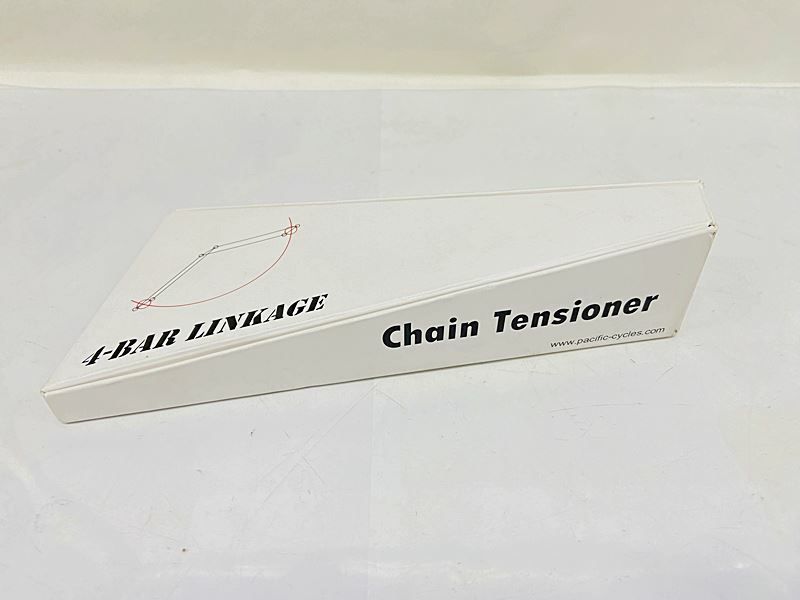 4-BAR LINKAGE
Chain Tensioner
www.pacific-cycles.com